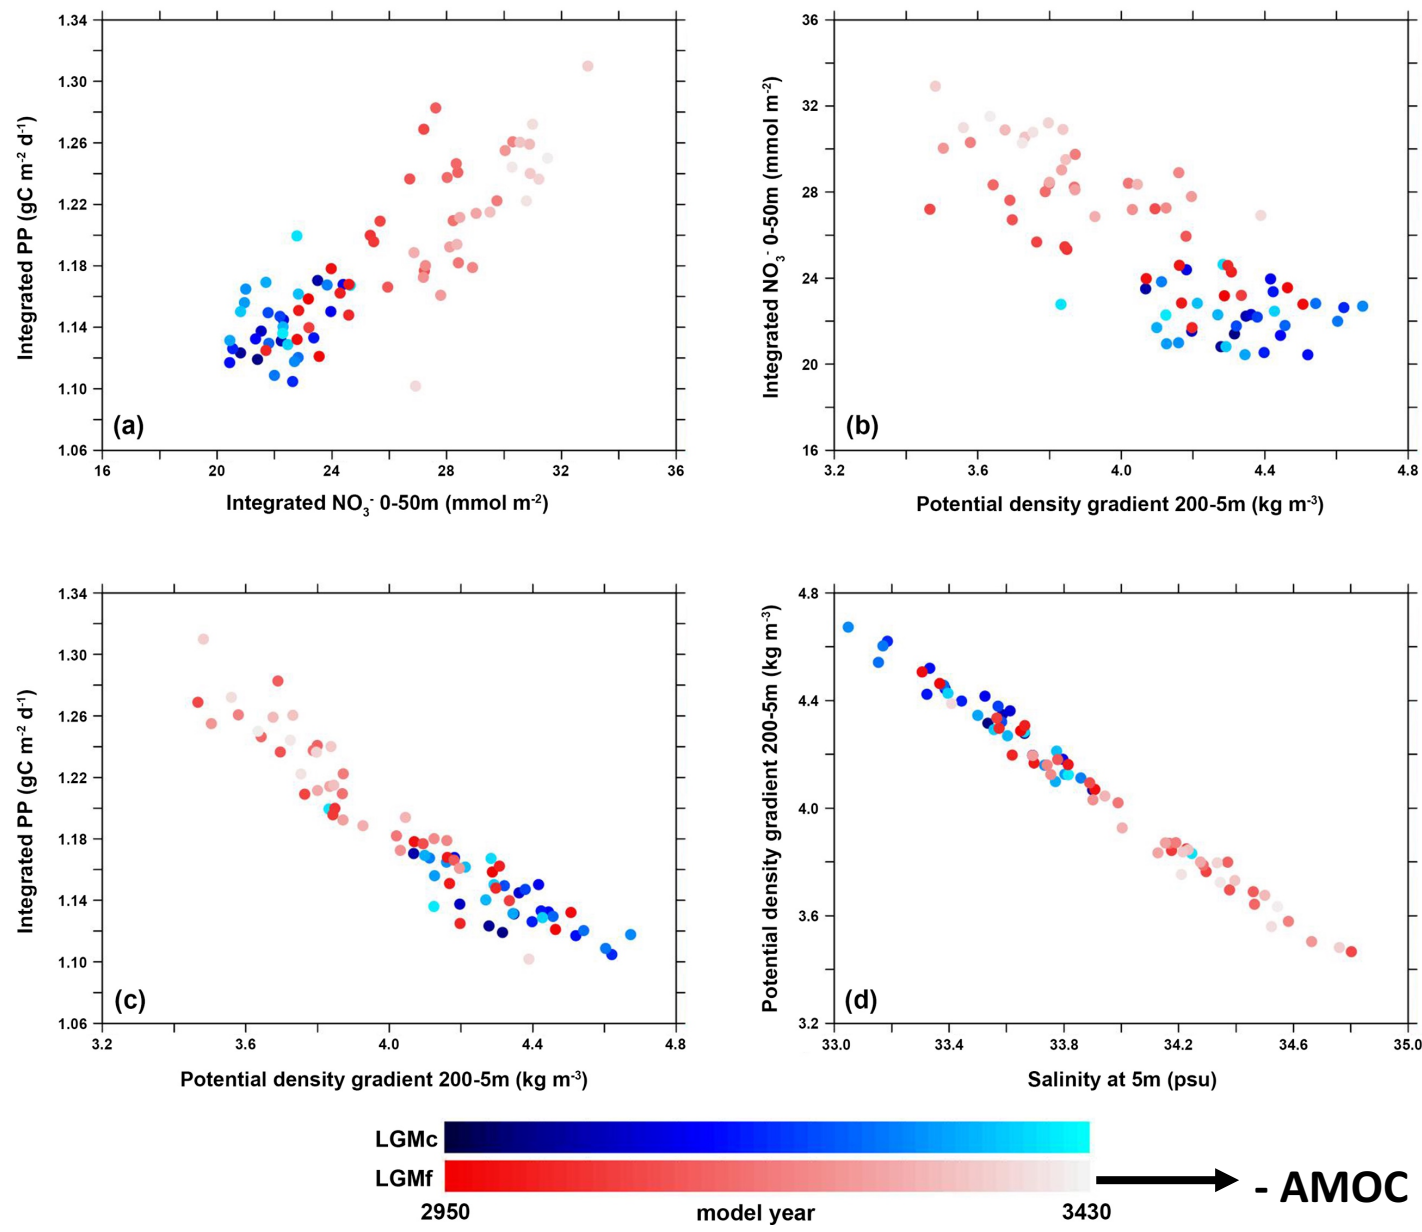 1.34
1.30
1.26
1.22
1.18
1.14
1.10
1.06
Integrated PP (gC m⁻² d⁻¹)
(a)
16 20 24 28 32 36
Integrated NO₃⁻ 0-50m (mmol m⁻²)
36
32
28
24
20
16
Integrated NO₃⁻ 0-50m (mmol m⁻²)
(b)
3.2 3.6 4.0 4.4 4.8
Potential density gradient 200-5m (kg m⁻³)
1.34
1.30
1.26
1.22
1.18
1.14
1.10
1.06
Integrated PP (gC m⁻² d⁻¹)
(c)
3.2 3.6 4.0 4.4 4.8
Potential density gradient 200-5m (kg m⁻³)
4.8
4.4
4.0
3.6
3.2
Potential density gradient 200-5m (kg m⁻³)
(d)
33.0 33.4 33.8 34.2 34.6 35.0
Salinity at 5m (psu)
LGMc
LGMf
- AMOC
2950 model year 3430